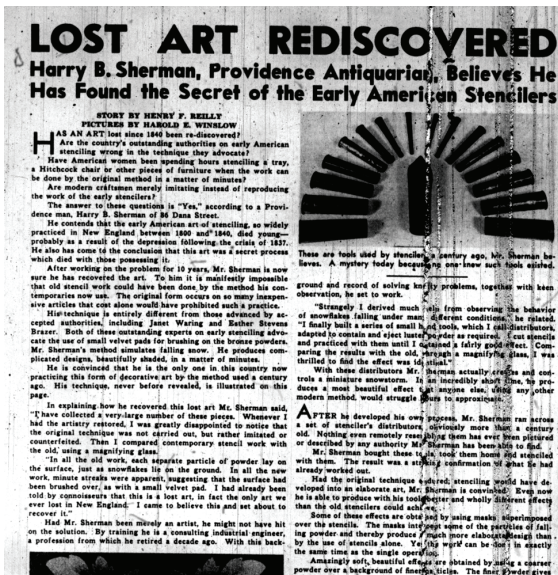 LOST ART REDISCOVERED
Harry B. Sherman, Providence Antiquarian, Believes He
Has Found the Secret of the Early American Stencilers
STORY BY HENRY F. REILLY
PICTURES BY HAROLD E. WINSLOW
HAS AN ART lost since 1840 been re-discovered?
Are the country's outstanding authorities on early American
stenciling wrong in the technique they advocate?
Have American women been spending hours stenciling a tray,
a Hitchcock chair or other pieces of furniture when the work can
be done by the original method in a matter of minutes?
Are modern craftsmen merely imitating instead of reproducing
the work of the early stencilers?
The answer to these questions is "Yes," according to a Provi-
dence man, Harry B. Sherman of 86 Dana Street.
He contends that the early American art of stenciling, so widely
practiced in New England between 1800 and 1840, died young—
probably as a result of the depression following the crisis of 1837.
He also has come to the conclusion that this art was a secret process
which died with those possessing it.
After working on the problem for 10 years, Mr. Sherman is now
sure he has recovered the art. To him it is manifestly impossible
that old stencil work could have been done by the method his con-
temporaries now use. The original form occurs on so many inexpen-
sive articles that cost alone would have prohibited such a practice.
His technique is entirely different from those advanced by ac-
cepted authorities, including Janet Waring and Esther Stevens
Brazer. Both of these outstanding experts on early stenciling advo-
cate the use of small velvet pads for brushing on the bronze powders.
Mr. Sherman's method simulates falling snow. He produces com-
plicated designs, beautifully shaded, in a matter of minutes.
He is convinced that he is the only one in this country now
practicing this form of decorative art by the method used a century
ago. His technique, never before revealed, is illustrated on this
page.
In explaining how he recovered this lost art Mr. Sherman said,
"I have collected a very large number of these pieces. Whenever I
had the artistry restored, I was greatly disappointed to notice that
the original technique was not carried out, but rather imitated or
counterfeited. Then I compared contemporary stencil work with
the old, using a magnifying glass.
"In all the old work, each separate particle of powder lay on
the surface, just as snowflakes lie on the ground. In all the new
work, minute streaks were apparent, suggesting that the surface had
been brushed over, as with a small velvet pad. I had already been
told by connoisseurs that this is a lost art, in fact the only art we
ever lost in New England. I came to believe this and set about to
recover it."
Had Mr. Sherman been merely an artist, he might not have hit
on the solution. By training he is a consulting industrial engineer,
a profession from which he retired a decade ago. With this back-
These are tools used by stencilers a century ago, Mr. Sherman be-
lieves. A mystery today because no one knew such tools existed.
ground and record of solving knotty problems, together with keen
observation, he set to work.
"Strangely I derived much help from observing the behavior
of snowflakes falling under many different conditions," he related.
"I finally built a series of small hand tools, which I call distributors,
adapted to contain and eject luster powder as required. I cut stencils
and practiced with them until I obtained a fairly good effect. Com-
paring the results with the old, through a magnifying glass, I was
thrilled to find the effect was identical."
With these distributors Mr. Sherman actually creates and con-
trols a miniature snowstorm. In an incredibly short time, he pro-
duces a most beautiful effect that anyone else, using any other
modern method, would struggle hours to approximate.
AFTER he developed his own process, Mr. Sherman ran across
a set of stenciler's distributors, obviously more than a century
old. Nothing even remotely resembling them has ever been pictured
or described by any authority Mr. Sherman has been able to find.
Mr. Sherman bought these tools, took them home and stenciled
with them. The result was a striking confirmation of what he had
already worked out.
Had the original technique endured, stenciling would have de-
veloped into an elaborate art, Mr. Sherman is convinced. Even now
he is able to produce with his tools better and wholly different effects
than the old stencilers could achieve.
Some of these effects are obtained by using masks superimposed
over the stencils. The masks intercept some of the particles of fall-
ing powder and thereby produce a much more elaborate design than
by the use of stencils alone. Yet the work can be done in exactly
the same time as the single operation.
Amazingly soft, beautiful effects are obtained by using a coarser
powder over a background of finer particles. The finer powder gives